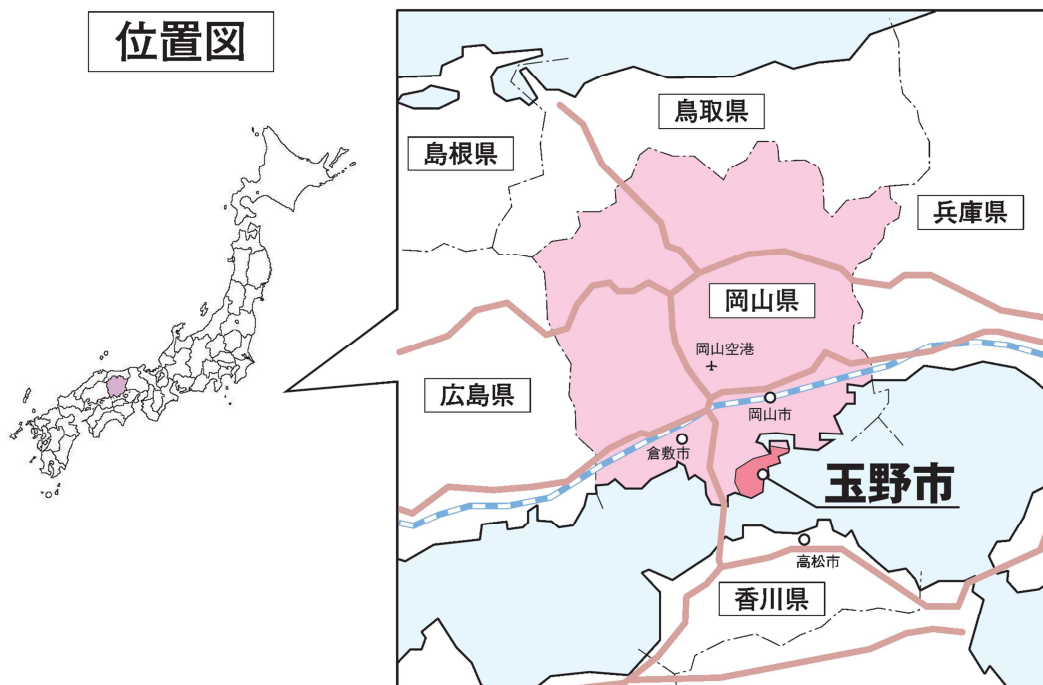 位置図
鳥取県
島根県
兵庫県
岡山県
岡山空港
広島県
岡山市
倉敷市
玉野市
高松市
香川県